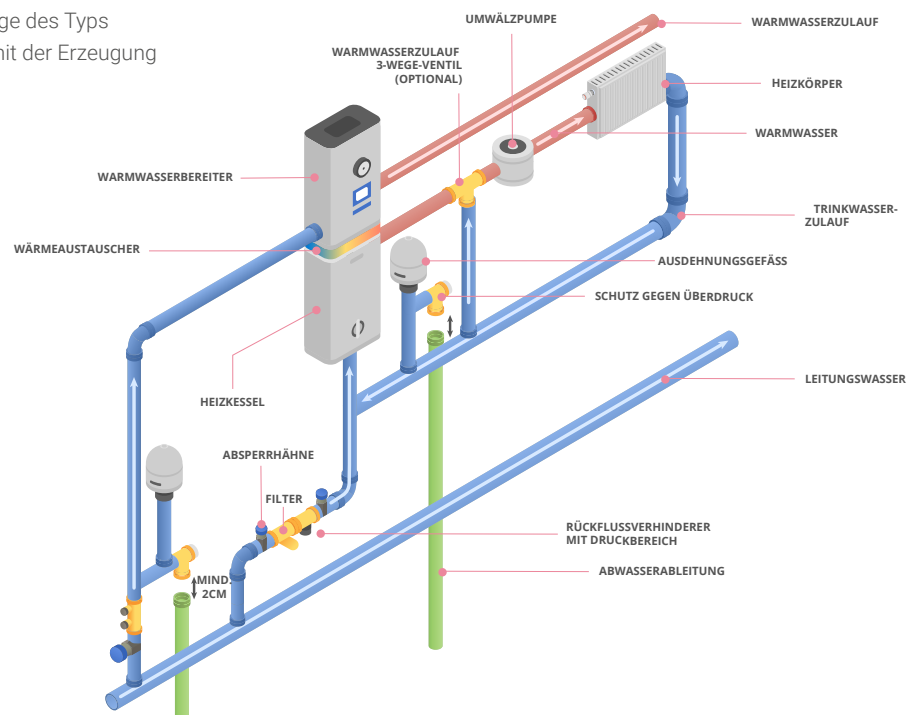 ge des Typs
mit der Erzeugung
UMWÄLZPUMPE
WARMWASSERZULAUF
WARMWASSERZULAUF
3-WEGE-VENTIL
(OPTIONAL)
HEIZKÖRPER
WARMWASSER
WARMWASSERBEREITER
TRINKWASSER-
ZULAUF
WÄRMEAUSTAUSCHER
AUSDEHNUNGSGEFÄSS
SCHUTZ GEGEN ÜBERDRUCK
LEITUNGSWASSER
HEIZKESSEL
ABSPERRHÄHNE
FILTER
RÜCKFLUSSVERHINDERER
MIT DRUCKBEREICH
ABWASSERABLEITUNG
MIND.
2CM